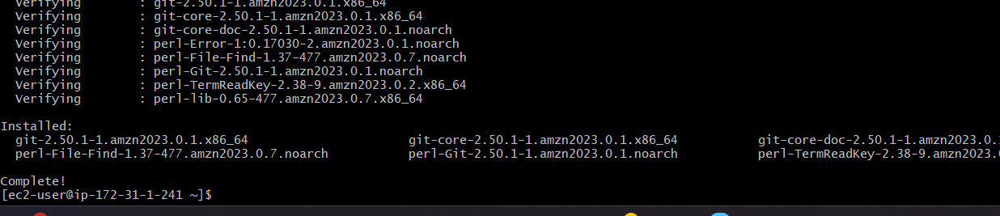 Verifying : git-2.50.1-1.amzn2023.0.1.x86_64
Verifying : git-core-2.50.1-1.amzn2023.0.1.x86_64
Verifying : git-core-doc-2.50.1-1.amzn2023.0.1.noarch
Verifying : perl-Error-1:0.17030-2.amzn2023.0.1.noarch
Verifying : perl-File-Find-1.37-477.amzn2023.0.7.noarch
Verifying : perl-Git-2.50.1-1.amzn2023.0.1.noarch
Verifying : perl-TermReadKey-2.38-9.amzn2023.0.2.x86_64
Verifying : perl-lib-0.65-477.amzn2023.0.7.x86_64
Installed:
git-2.50.1-1.amzn2023.0.1.x86_64 git-core-2.50.1-1.amzn2023.0.1.x86_64 git-core-doc-2.50.1-1.amzn2023.0.1
perl-File-Find-1.37-477.amzn2023.0.7.noarch perl-Git-2.50.1-1.amzn2023.0.1.noarch perl-TermReadKey-2.38-9.amzn2023.
Complete!
[ec2-user@ip-172-31-1-241 ~]$